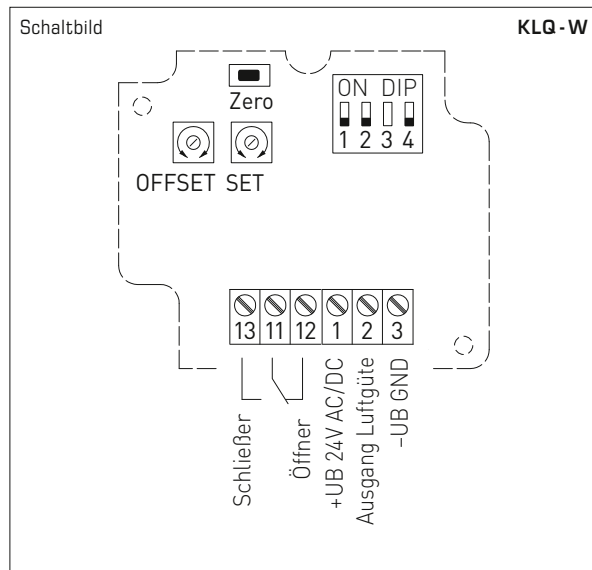 Schaltbild
KLQ - W
Zero
ON DIP
1 2 3 4
OFFSET SET
13 11 12 1 2 3
Schließer
Öffner
+UB 24V AC/DC
Ausgang Luftgüte
–UB GND